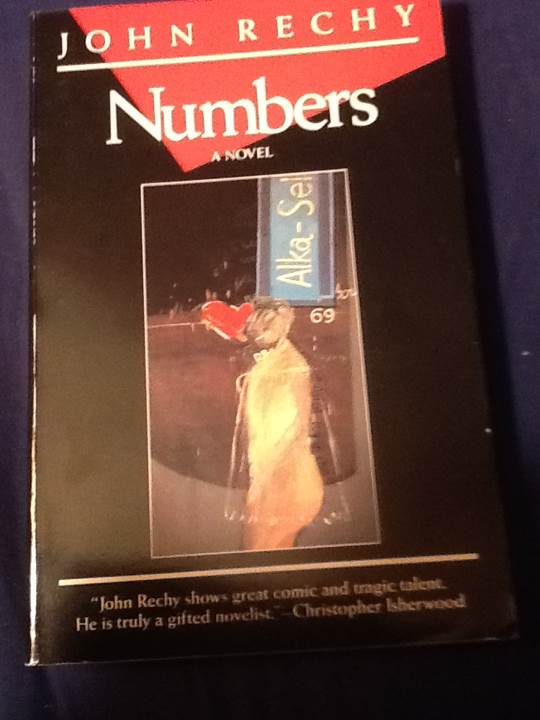 JOHN RECHY
Numbers
A NOVEL
Alka-Sel
69
"John Rechy shows great comic and tragic talent.
He is truly a gifted novelist."—Christopher Isherwood